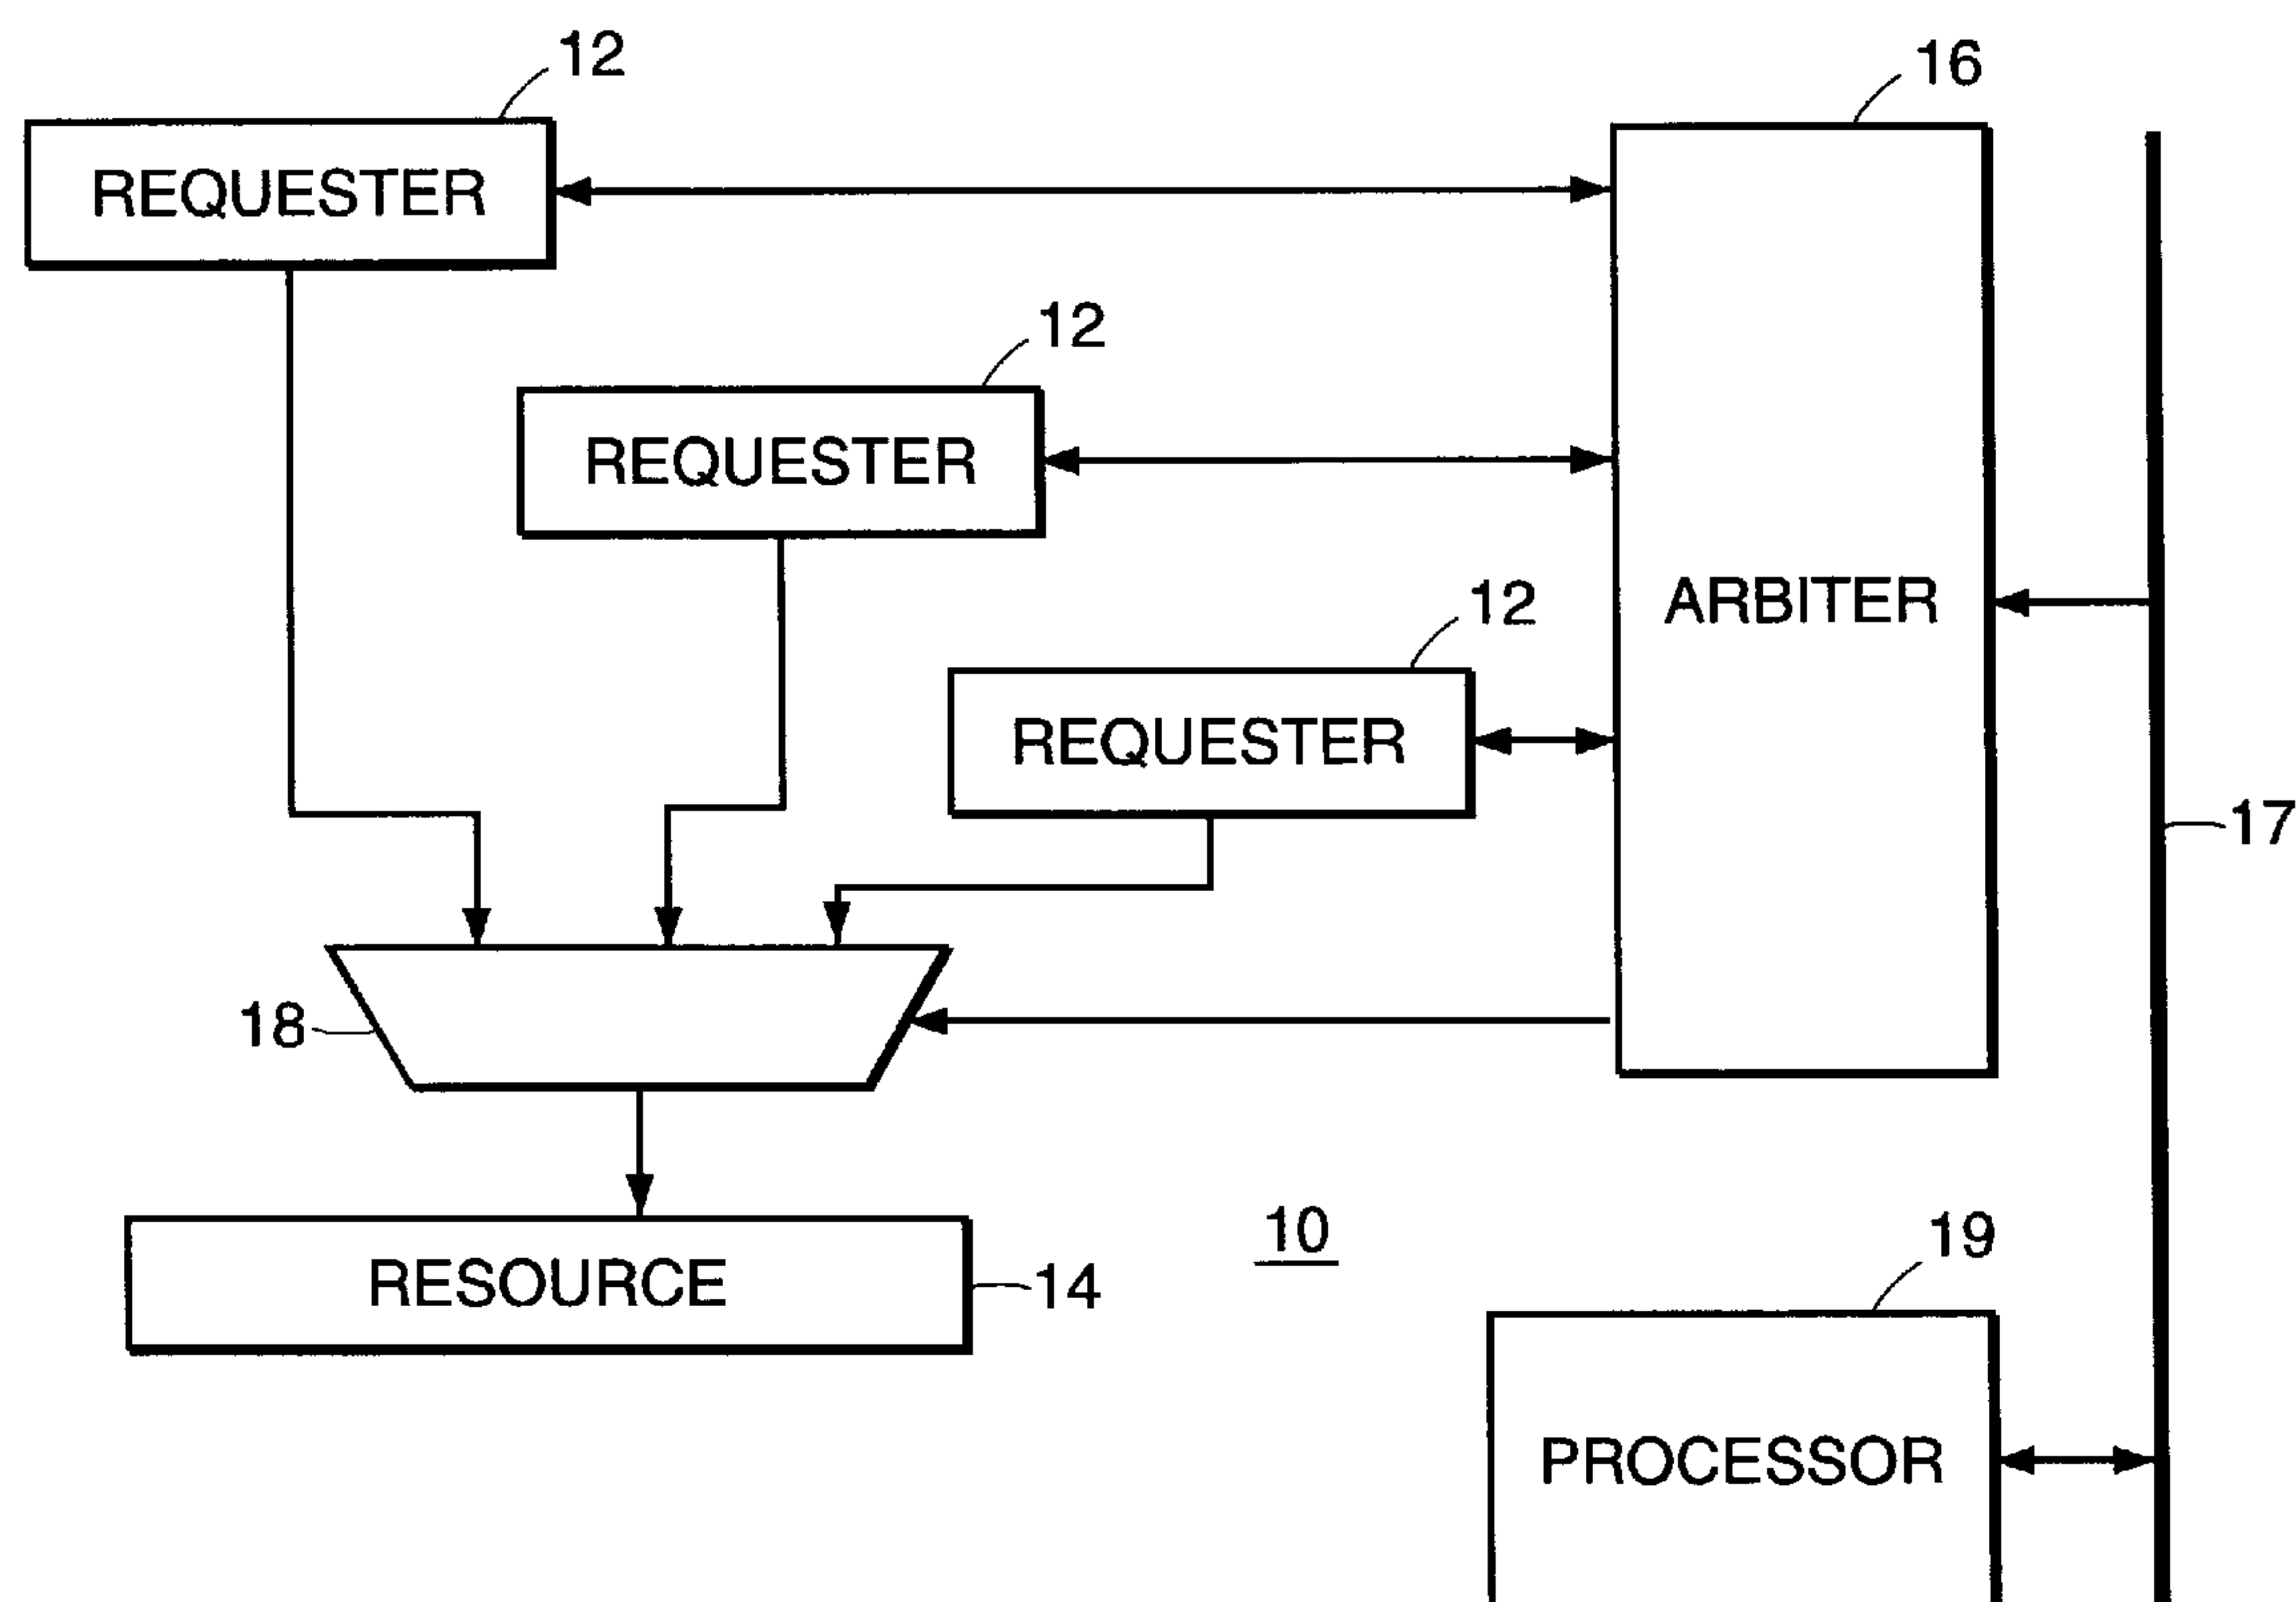 12
16
REQUESTER
12
REQUESTER
12
ARBITER
REQUESTER
17
18
10
19
RESOURCE
14
PROCESSOR